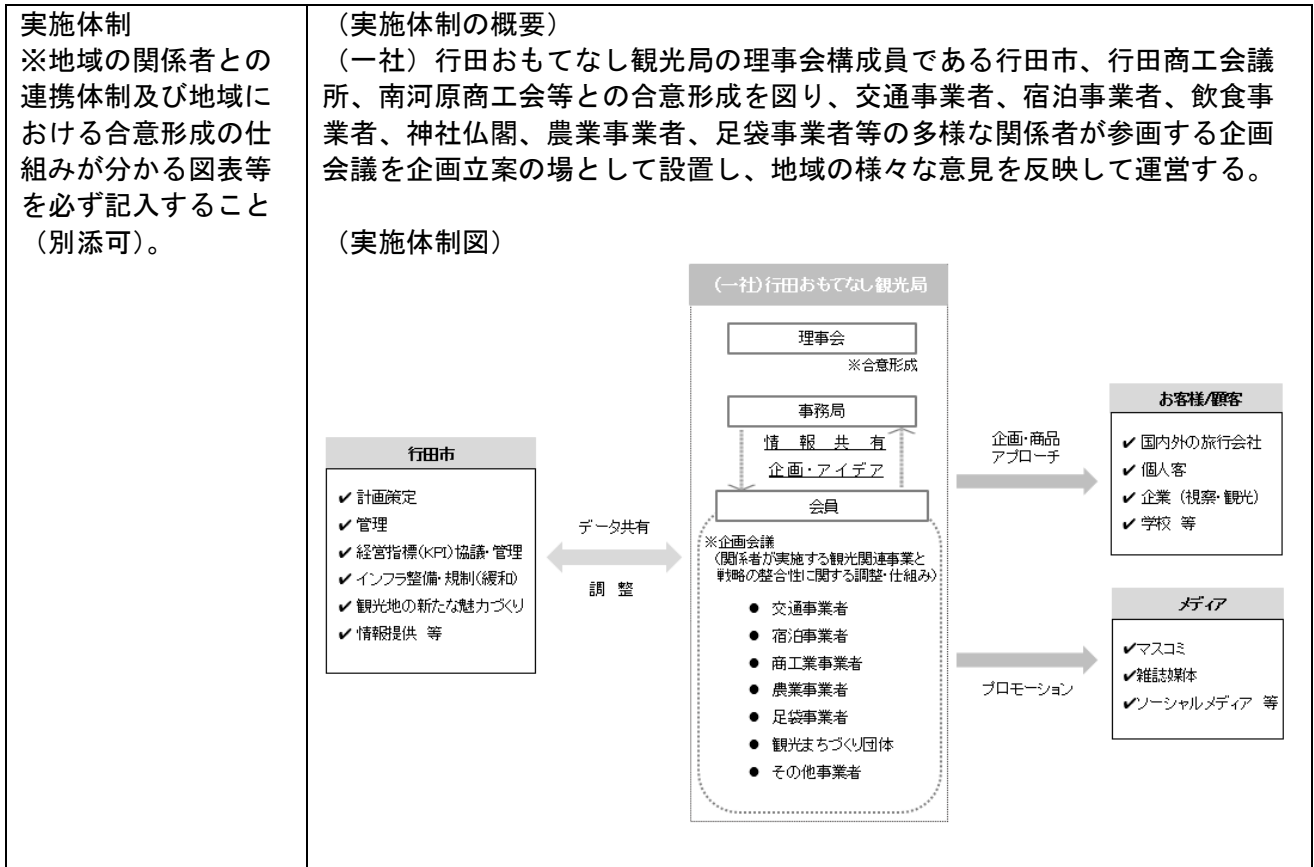 実施体制
※地域の関係者との
連携体制及び地域に
おける合意形成の仕
組みが分かる図表等
を必ず記入すること
（別添可）。
（実施体制の概要）
（一社）行田おもてなし観光局の理事会構成員である行田市、行田商工会議
所、南河原商工会等との合意形成を図り、交通事業者、宿泊事業者、飲食事
業者、神社仏閣、農業事業者、足袋事業者等の多様な関係者が参画する企画
会議を企画立案の場として設置し、地域の様々な意見を反映して運営する。
（実施体制図）
(一社)行田おもてなし観光局
理事会
※合意形成
事務局
情 報 共 有
企画・アイデア
会員
※企画会議
(関係者が実施する観光関連事業と
戦略の整合性に関する調整・仕組み)
● 交通事業者
● 宿泊事業者
● 商工業事業者
● 農業事業者
● 足袋事業者
● 観光まちづくり団体
● その他事業者
行田市
✔計画策定
✔管理
✔経営指標(KPI)協議・管理
✔インフラ整備・規制(緩和)
✔観光地の新たな魅力づくり
✔情報提供 等
データ共有
調 整
企画・商品
アプローチ
プロモーション
お客様/顧客
✔国内外の旅行会社
✔個人客
✔企業（視察・観光）
✔学校 等
メディア
✔マスコミ
✔雑誌媒体
✔ソーシャルメディア 等